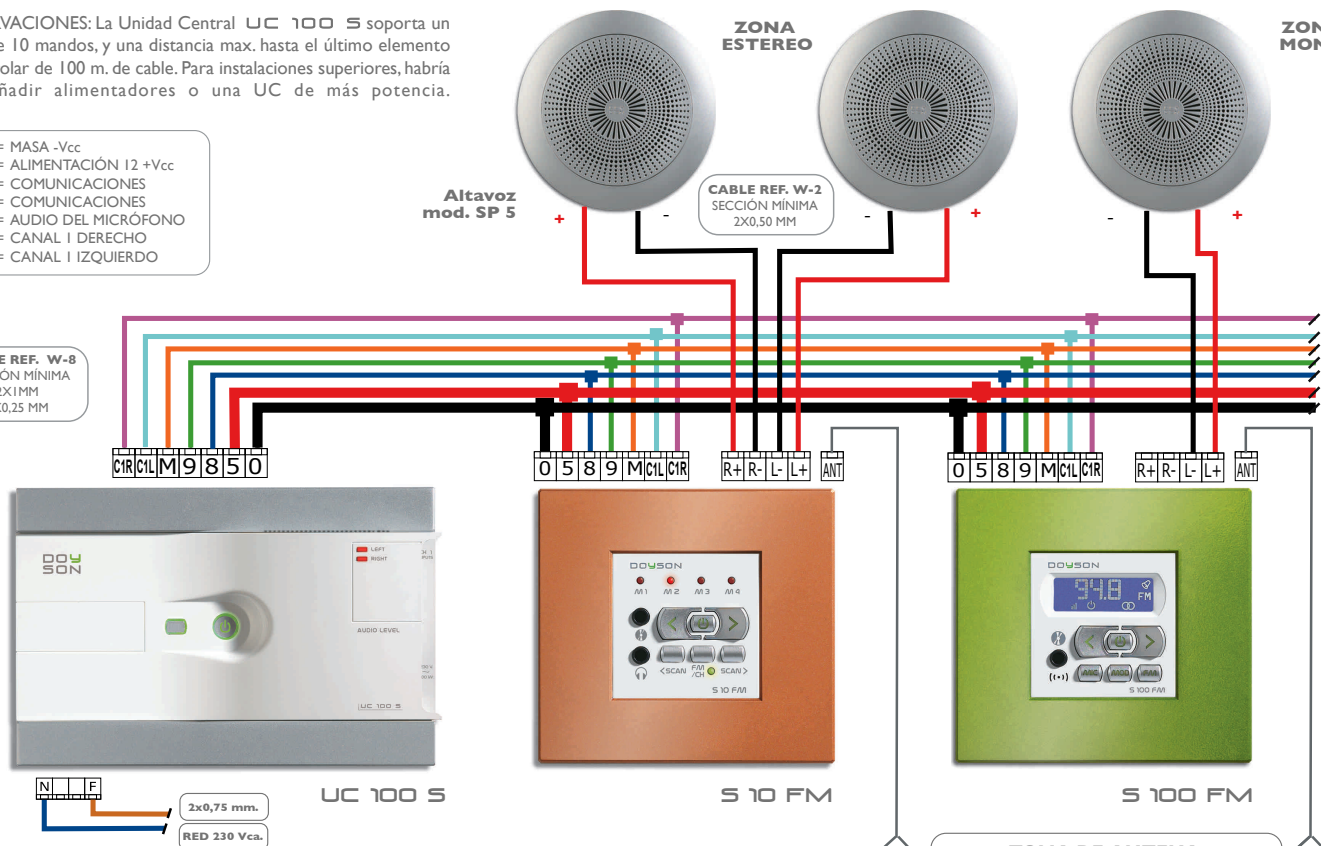 VACIONES: La Unidad Central UC 100 S soporta un
e 10 mandos, y una distancia max. hasta el último elemento
olar de 100 m. de cable. Para instalaciones superiores, habría
ñadir alimentadores o una UC de más potencia.
= MASA -Vcc
= ALIMENTACIÓN 12 +Vcc
= COMUNICACIONES
= COMUNICACIONES
= AUDIO DEL MICRÓFONO
= CANAL 1 DERECHO
= CANAL 1 IZQUIERDO
ZONA
ESTEREO
ZON
MON
Altavoz
mod. SP 5
+
-
CABLE REF. W-2
SECCIÓN MÍNIMA
2X0,50 MM
-
+
-
+
E REF. W-8
IÓN MÍNIMA
2X1MM
X0,25 MM
C1R C1L M 9 8 5 0
0 5 8 9 M C1L C1R
R+ R- L- L+
ANT
0 5 8 9 M C1L C1R
R+ R- L- L+
ANT
DOYSON
LEFT
RIGHT
AUDIO LEVEL
UC 100 S
DOYSON
M1 M2 M3 M4
<SCAN FM/CH SCAN>
S 10 FM
DOYSON
94.8
FM
S 100 FM
N F
2x0,75 mm.
RED 230 Vca.
UC 100 S
S 10 FM
S 100 FM